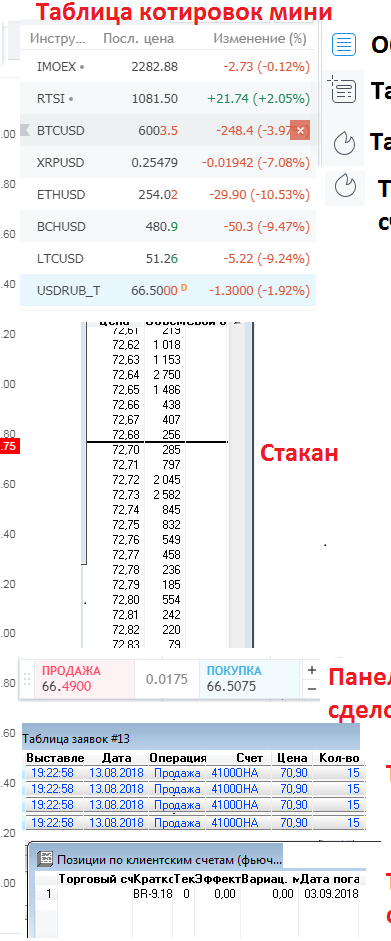 Таблица котировок мини
Инстру... Посл. цена Изменение (%)
IMOEX 2282.88 -2.73 (-0.12%)
RTSI 1081.50 +21.74 (+2.05%)
BTCUSD 6003.5 -248.4 (-3.97
XRPUSD 0.25479 -0.01942 (-7.08%)
ETHUSD 254.02 -29.90 (-10.53%)
BCHUSD 480.9 -50.3 (-9.47%)
LTCUSD 51.26 -5.22 (-9.24%)
USDRUB_T 66.5000 D -1.3000 (-1.92%)
Об
Та
Та
Т
сч
.00
.80
.60
.40
.20
.00
.80
.75
.60
.40
.20
.00
.80
.60
.40
.20
.00
72,61 219
72,62 1 018
72,63 1 153
72,64 2 750
72,65 1 486
72,66 438
72,67 407
72,68 256
72,70 285
72,71 797
72,72 2 045
72,73 2 582
72,74 845
72,75 832
72,76 549
72,77 458
72,78 236
72,79 185
72,80 554
72,81 242
72,82 220
72,83 79
Стакан
ПРОДАЖА 0.0175 ПОКУПКА +
66.4900 66.5075 −
Панел
сдело
Таблица заявок #13
Выставле Дата Операция Счет Цена Кол-во
19:22:58 13.08.2018 Продажа 41000HA 70,90 15
19:22:58 13.08.2018 Продажа 41000HA 70,90 15
19:22:58 13.08.2018 Продажа 41000HA 70,90 15
19:22:58 13.08.2018 Продажа 41000HA 70,90 15
Позиции по клиентским счетам (фьюч...
Торговый сч Кратко Тек Эффект Вариац. м Дата пога
1 BR-9.18 0 0,00 0,00 03.09.2018